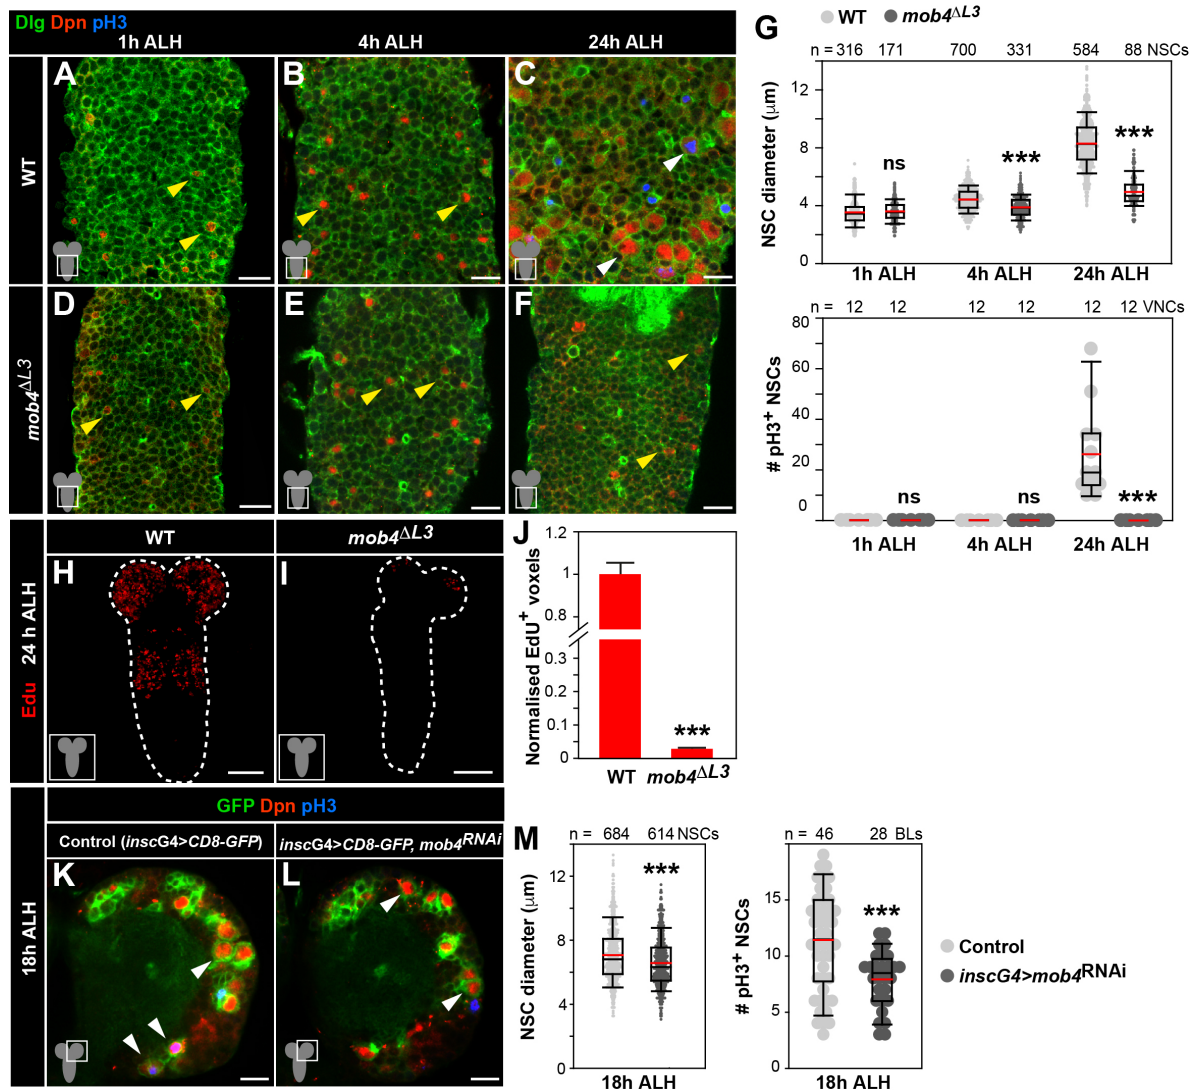 Dlg Dpn pH3
1h ALH 4h ALH 24h ALH
WT
A B C
mob4ΔL3
D E F
WT mob4ΔL3
Edu 24 h ALH
H I
J
Normalised EdU+ voxels
1.2
1
0.8
0.3
0.2
0.1
0
***
WT mob4ΔL3
GFP Dpn pH3
Control (inscG4>CD8-GFP) inscG4>CD8-GFP, mob4RNAi
18h ALH
K L
WT mob4ΔL3
G
n = 316 171 700 331 584 88 NSCs
NSC diameter (µm)
12
8
4
0
ns *** ***
1h ALH 4h ALH 24h ALH
n = 12 12 12 12 12 12 VNCs
# pH3+ NSCs
80
60
40
20
0
ns ns ***
1h ALH 4h ALH 24h ALH
M
n = 684 614 NSCs
NSC diameter (µm)
12
8
4
0
***
18h ALH
n = 46 28 BLs
# pH3+ NSCs
15
10
5
0
***
18h ALH
Control
inscG4>mob4RNAi